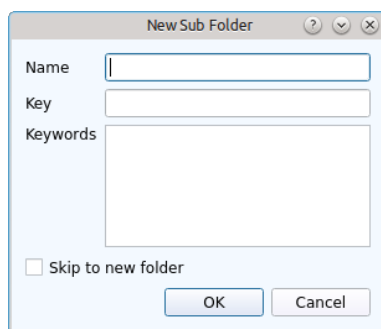 New Sub Folder
Name
Key
Keywords
Skip to new folder
OK Cancel